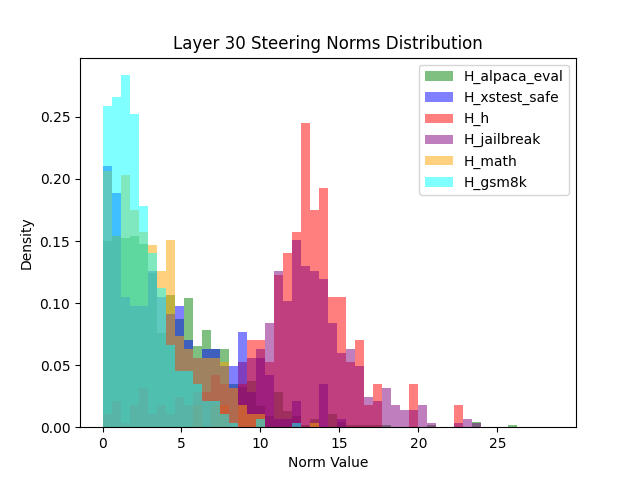 Layer 30 Steering Norms Distribution
H_alpaca_eval
H_xstest_safe
H_h
H_jailbreak
H_math
H_gsm8k
Density
0.25
0.20
0.15
0.10
0.05
0.00
0 5 10 15 20 25
Norm Value